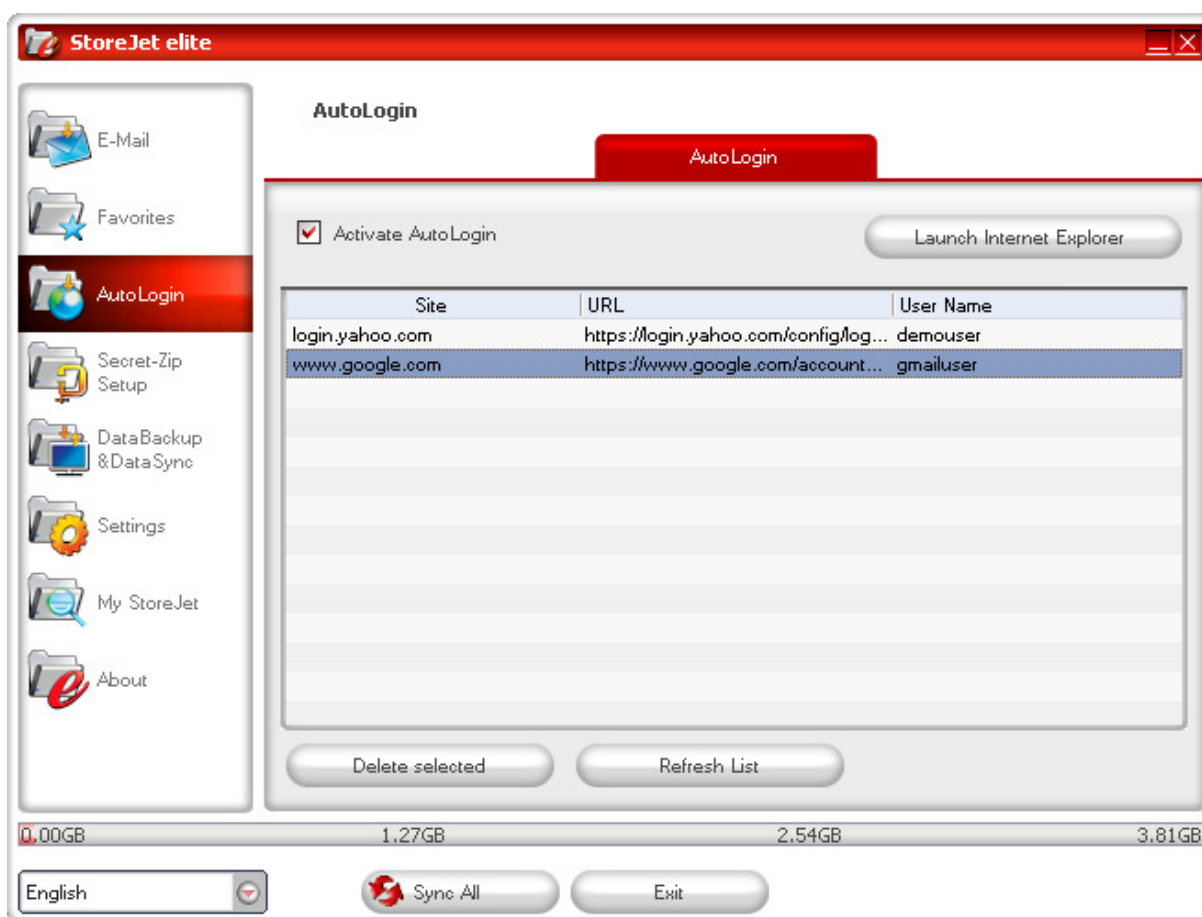 StoreJet elite
E-Mail
Favorites
AutoLogin
Secret-Zip
Setup
DataBackup
&DataSync
Settings
My StoreJet
About
AutoLogin
AutoLogin
Activate AutoLogin
Launch Internet Explorer
Site URL User Name
login.yahoo.com https://login.yahoo.com/config/log... demouser
www.google.com https://www.google.com/account... gmailuser
Delete selected
Refresh List
0.00GB 1.27GB 2.54GB 3.81GB
English
Sync All
Exit